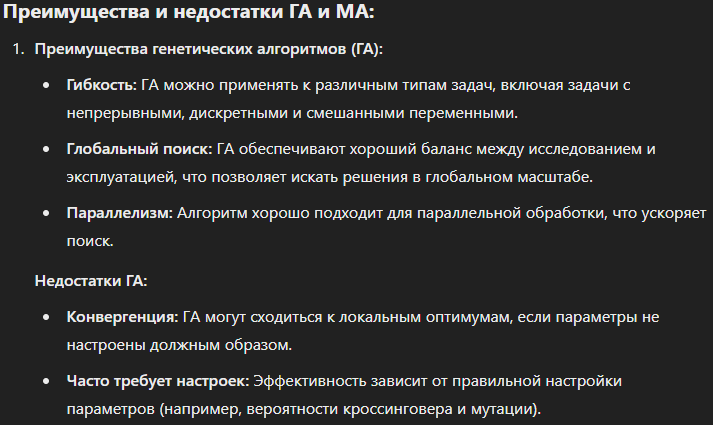 Преимущества и недостатки ГА и МА:
1. Преимущества генетических алгоритмов (ГА):
• Гибкость: ГА можно применять к различным типам задач, включая задачи с
непрерывными, дискретными и смешанными переменными.
• Глобальный поиск: ГА обеспечивают хороший баланс между исследованием и
эксплуатацией, что позволяет искать решения в глобальном масштабе.
• Параллелизм: Алгоритм хорошо подходит для параллельной обработки, что ускоряет
поиск.
Недостатки ГА:
• Конвергенция: ГА могут сходиться к локальным оптимумам, если параметры не
настроены должным образом.
• Часто требует настроек: Эффективность зависит от правильной настройки
параметров (например, вероятности кроссинговера и мутации).